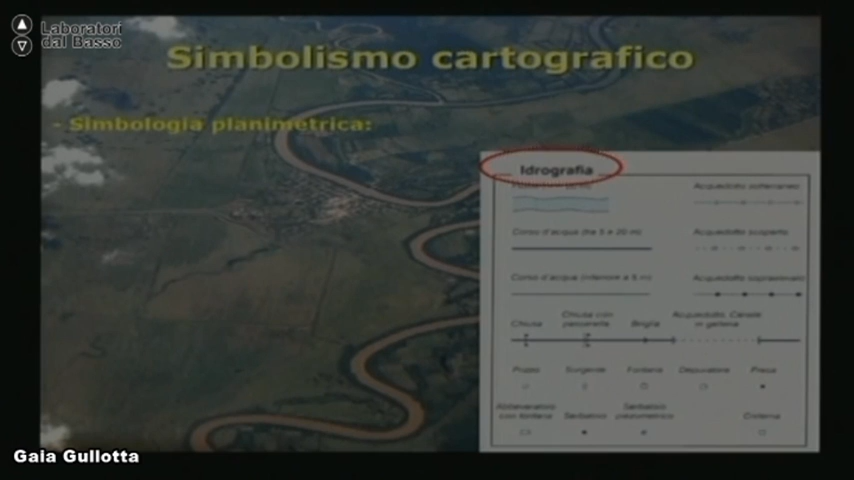 Laboratori
dal Basso
Simbolismo cartografico
- Simbologia planimetrica:
Idrografia
Acquedotto sotterraneo
Corso d'acqua (tra 5 e 20 m)
Acquedotto scoperto
Corso d'acqua (inferiore a 5 m)
Acquedotto sopraelevato
Chiusa
Chiusa con passerella
Briglia
Acquedotto, Canale in galleria
Pozzo Sorgente Fontana Depuratore Presa
Abbeveratoio con fontana
Serbatoio
Serbatoio piezometrico
Cisterna
Gaia Gullotta